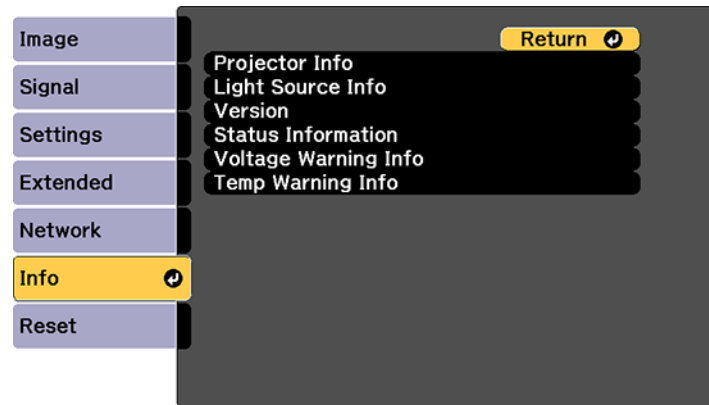 Image
Signal
Settings
Extended
Network
Info
Reset
Return
Projector Info
Light Source Info
Version
Status Information
Voltage Warning Info
Temp Warning Info